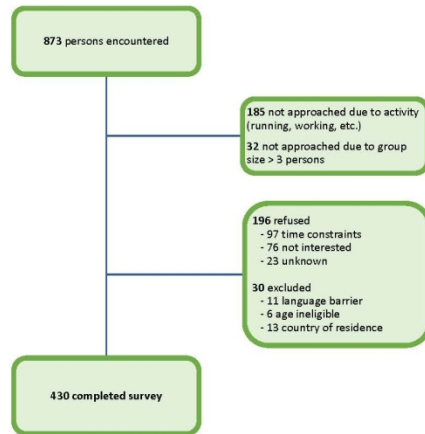 873 persons encountered
185 not approached due to activity
(running, working, etc.)
32 not approached due to group
size > 3 persons
196 refused
- 97 time constraints
- 76 not interested
- 23 unknown
30 excluded
- 11 language barrier
- 6 age ineligible
- 13 country of residence
430 completed survey